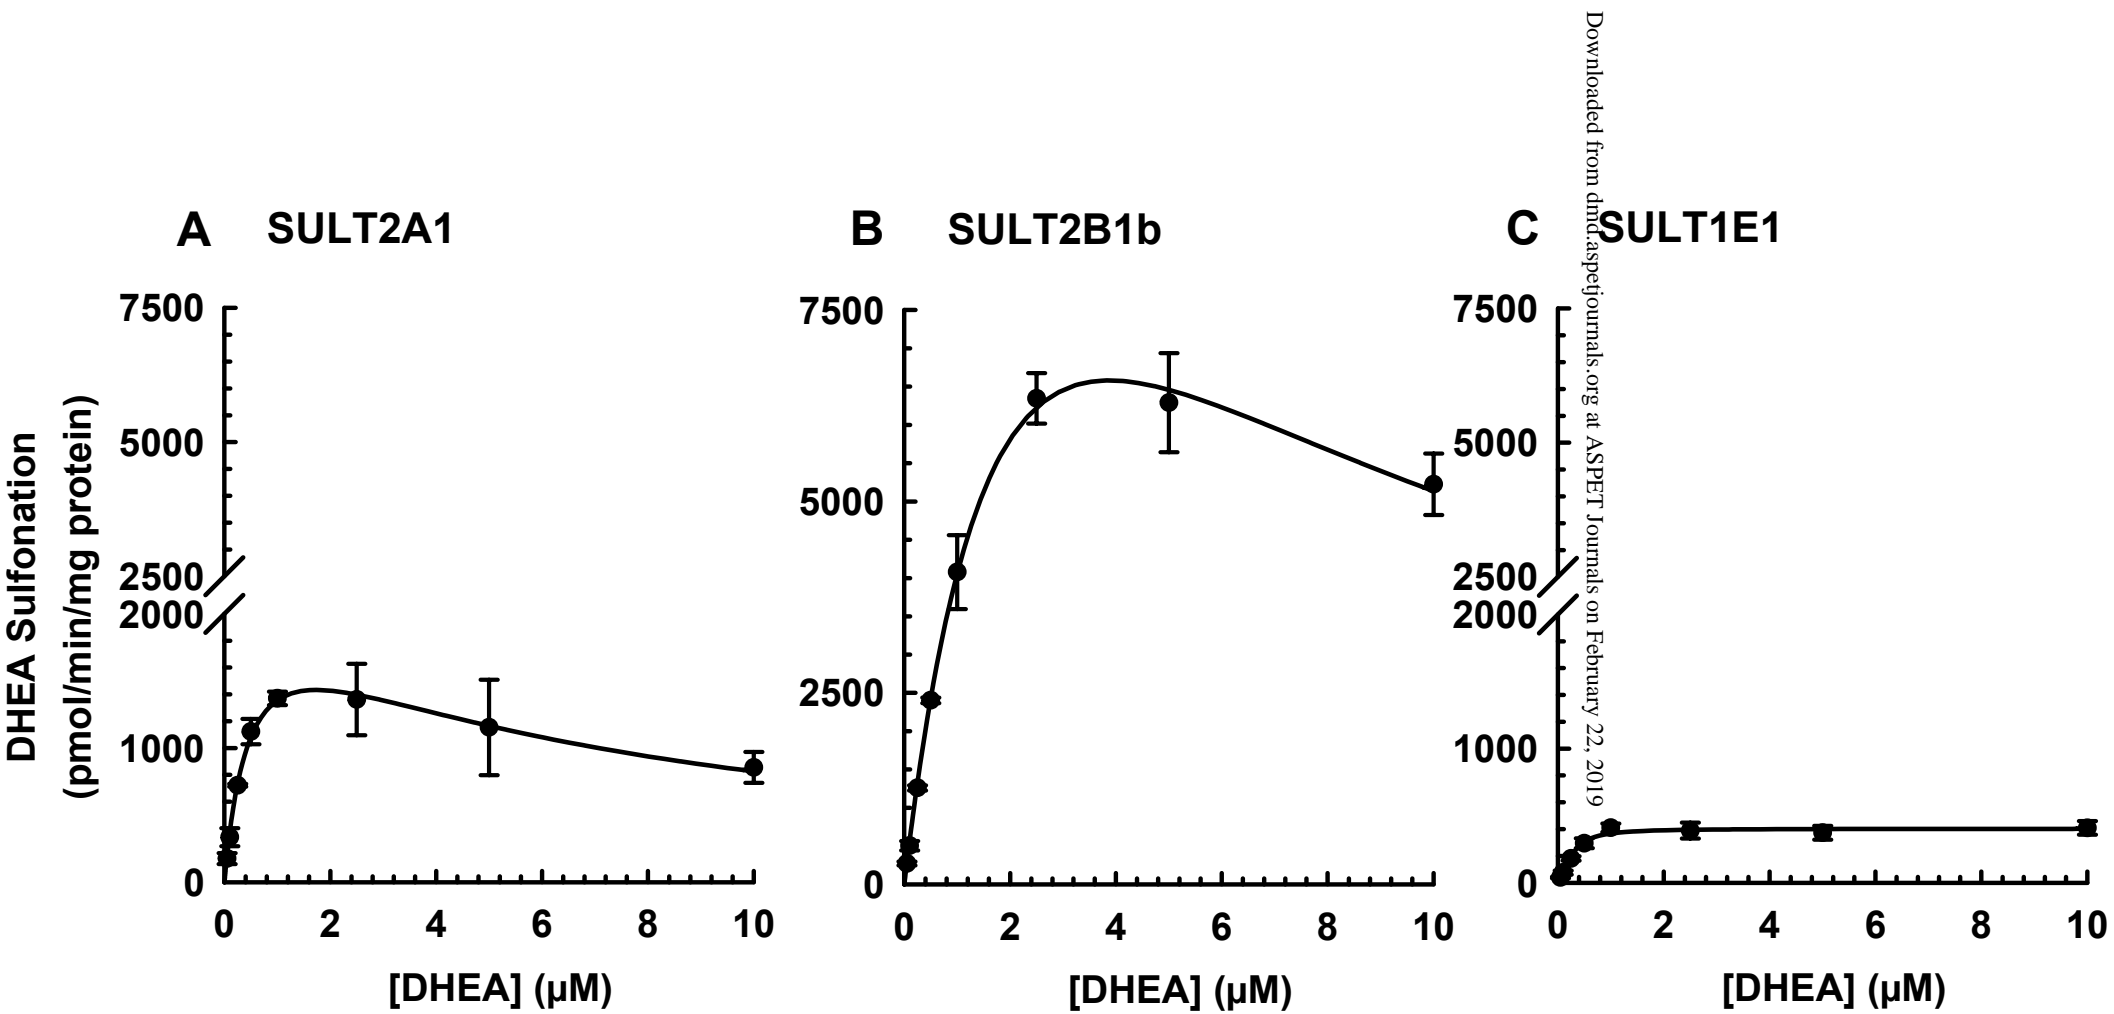 Downloaded from dmd.aspetjournals.org at ASPET Journals on February 22, 2019
A SULT2A1
B SULT2B1b
C SULT1E1
DHEA Sulfonation
(pmol/min/mg protein)
7500
5000
2500
2000
1000
0
0 2 4 6 8 10
[DHEA] (µM)
7500
5000
2500
0
0 2 4 6 8 10
[DHEA] (µM)
7500
5000
2500
2000
1000
0
0 2 4 6 8 10
[DHEA] (µM)